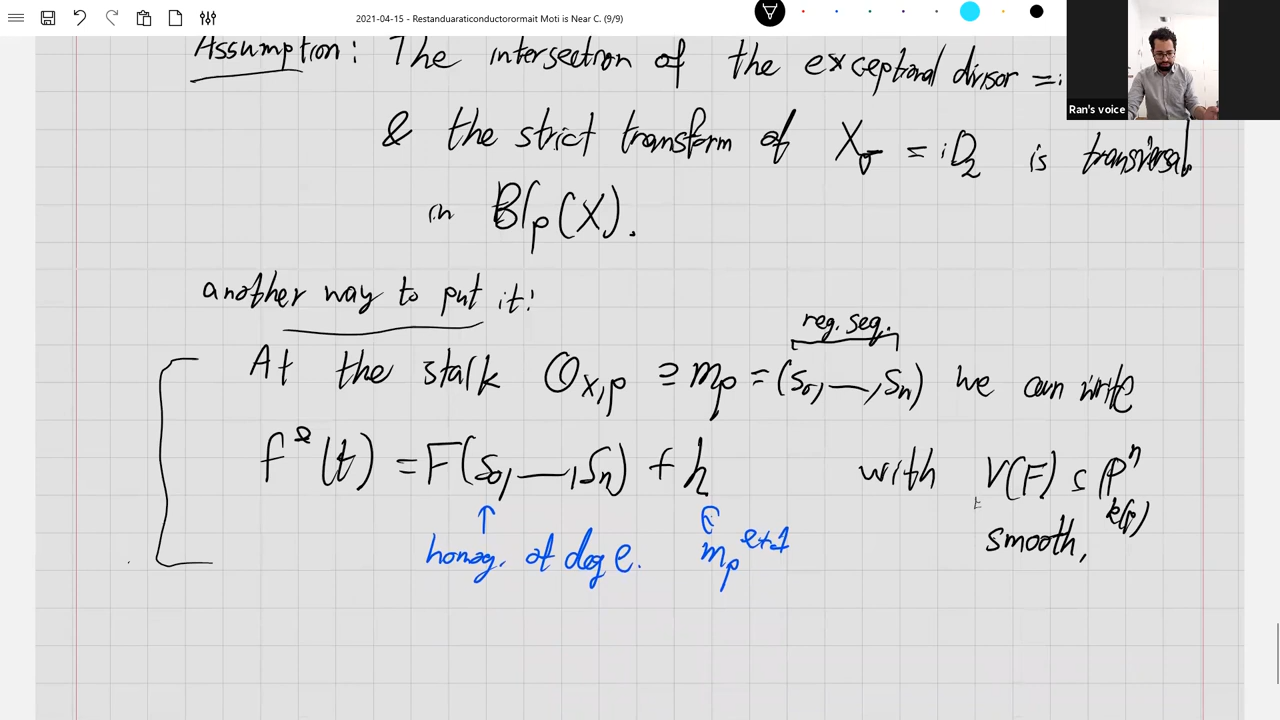 2021-04-15 - Restanduaraticonductorormait Moti is Near C. (9/9)
Ran's voice
Assumption: The intersection of the exceptional divisor =:
& the strict transform of X_σ =: D_2 is transversal
in Bl_p(X).
another way to put it:
reg. seq.
At the stalk O_{X,p} ⊇ m_p = (s_0, —, s_n) we can write
f^#(t) = F(s_0, —, s_n) + h with V(F) ⊆ P^n_{k(p)}
smooth,
↑
homog. of deg e. m_p^{e+1}